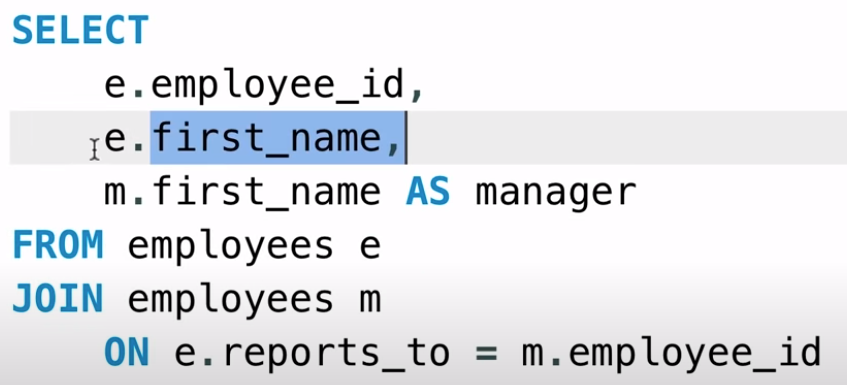 SELECT
    e.employee_id,
    e.first_name,
    m.first_name AS manager
FROM employees e
JOIN employees m
    ON e.reports_to = m.employee_id